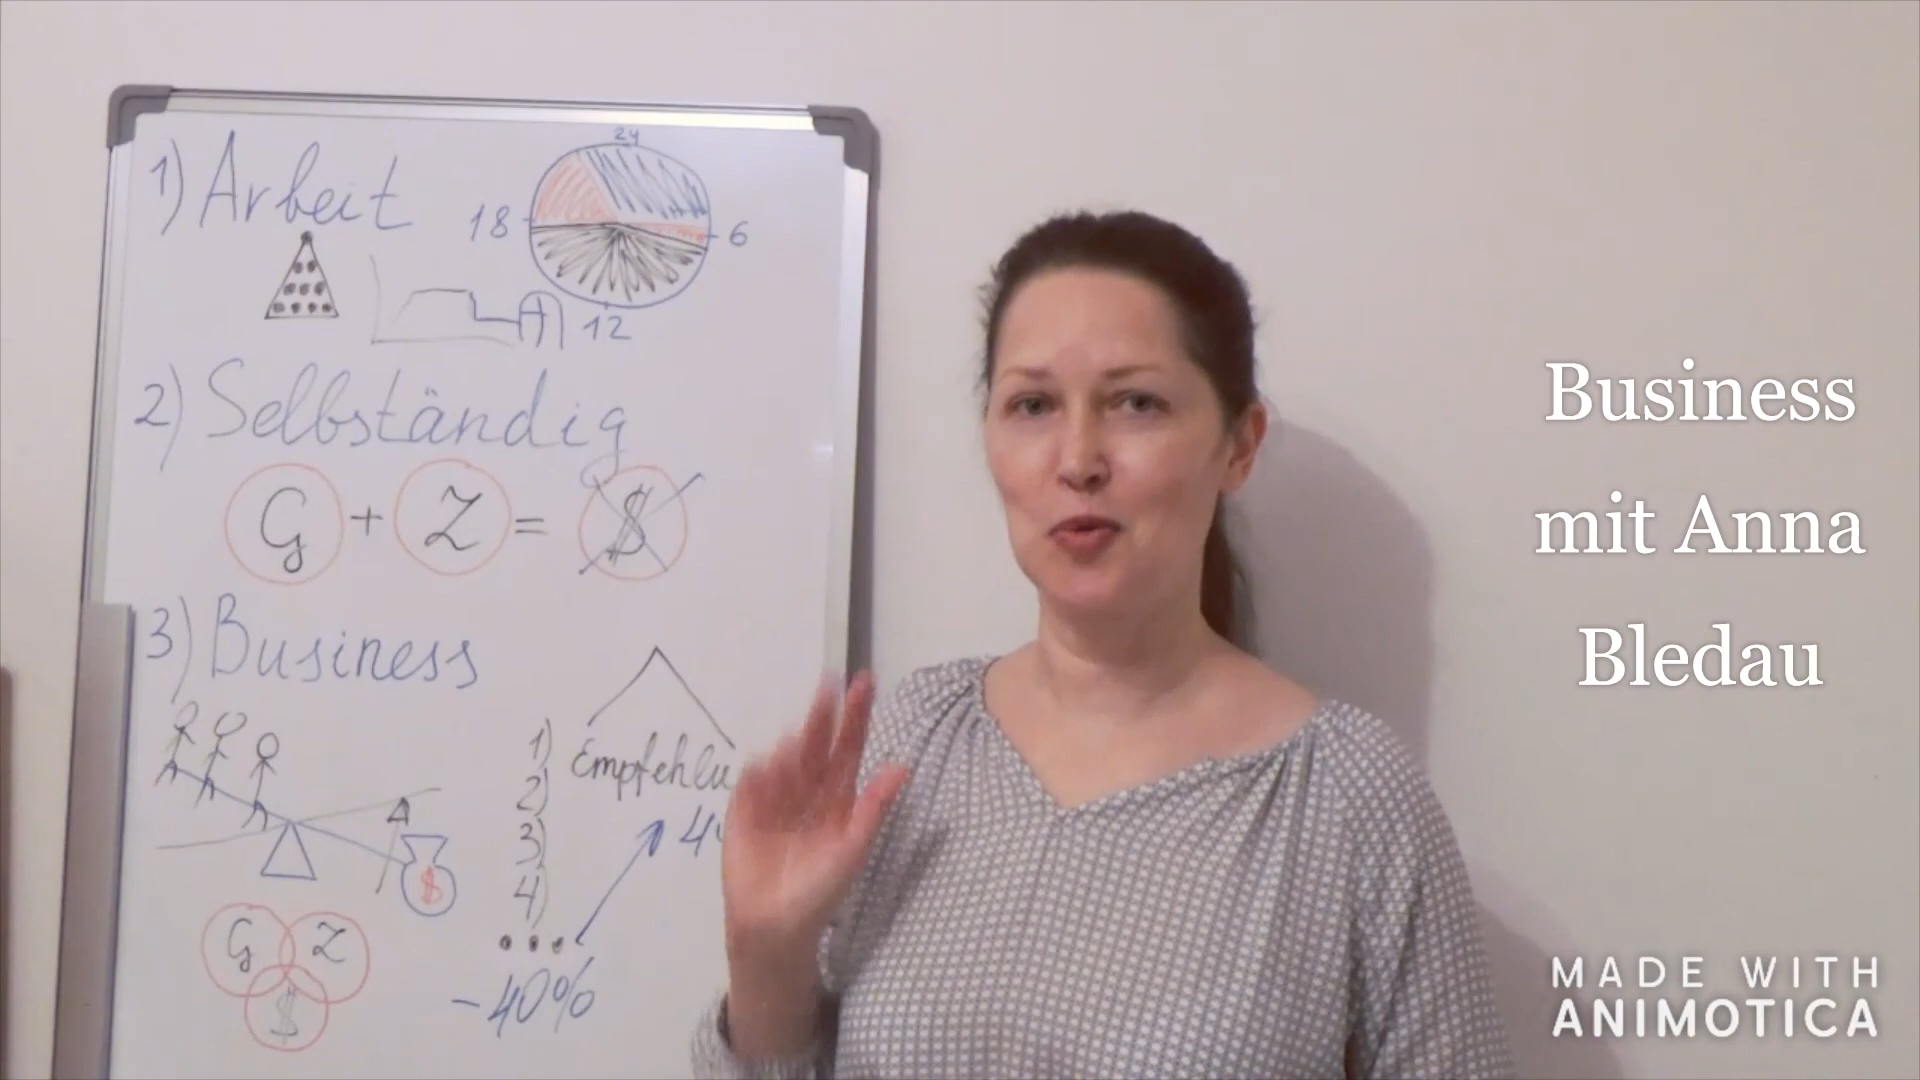 1) Arbeit
24
18
6
12
2) Selbständig
G + Z = $
3) Business
1)
Empfehlu
2)
3)
4)
$
G Z
$
-40%
Business
mit Anna
Bledau
MADE WITH
ANIMOTICA